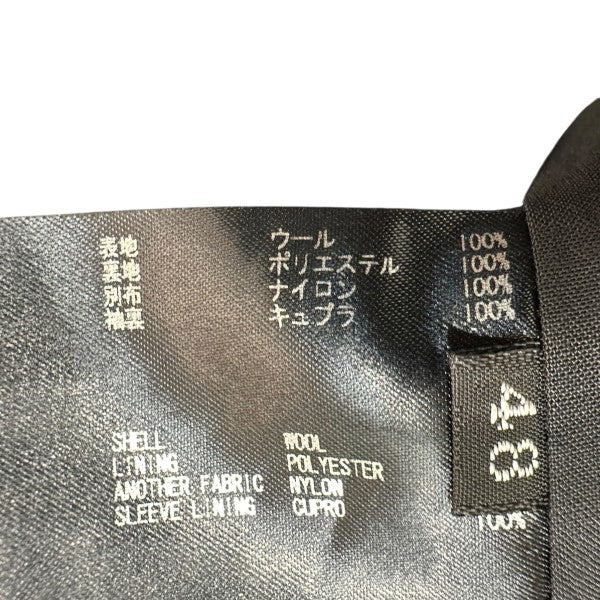 表地 ウール 100%
裏地 ポリエステル 100%
別布 ナイロン 100%
袖裏 キュプラ 100%
48
SHELL WOOL
LINING POLYESTER
ANOTHER FABRIC NYLON
SLEEVE LINING CUPRO 100%